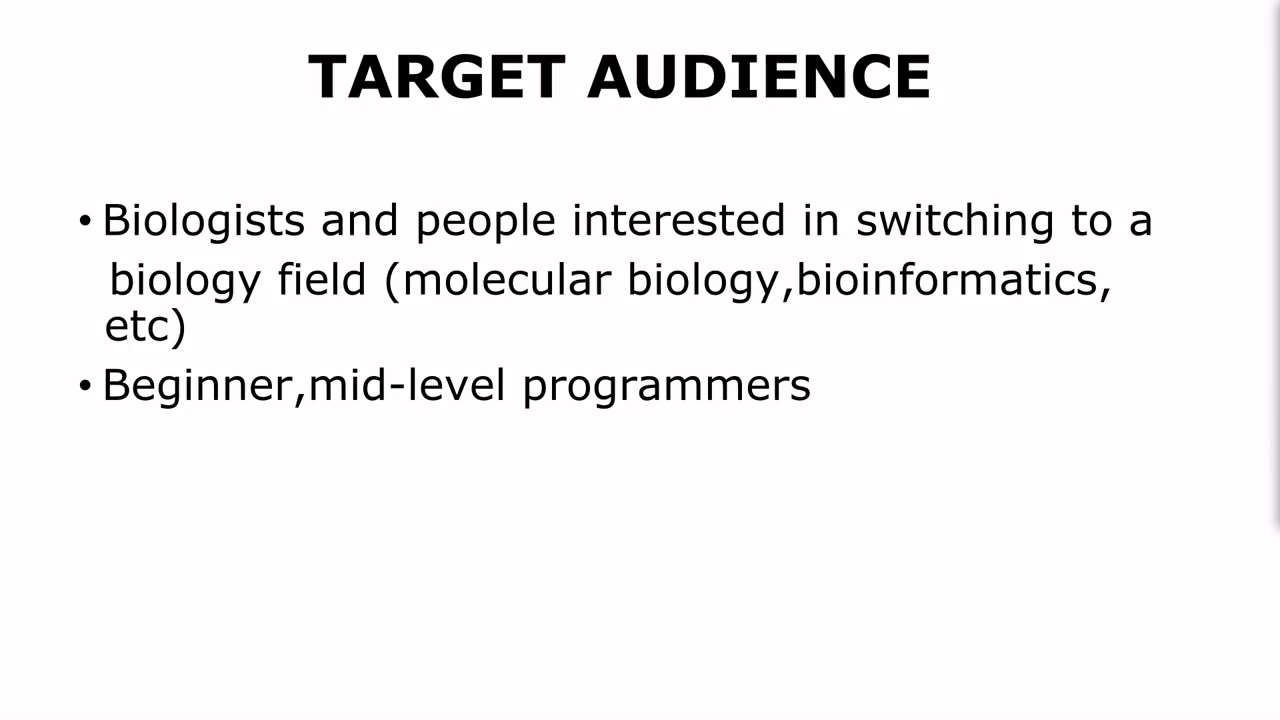 TARGET AUDIENCE
• Biologists and people interested in switching to a
biology field (molecular biology,bioinformatics,
etc)
• Beginner,mid-level programmers